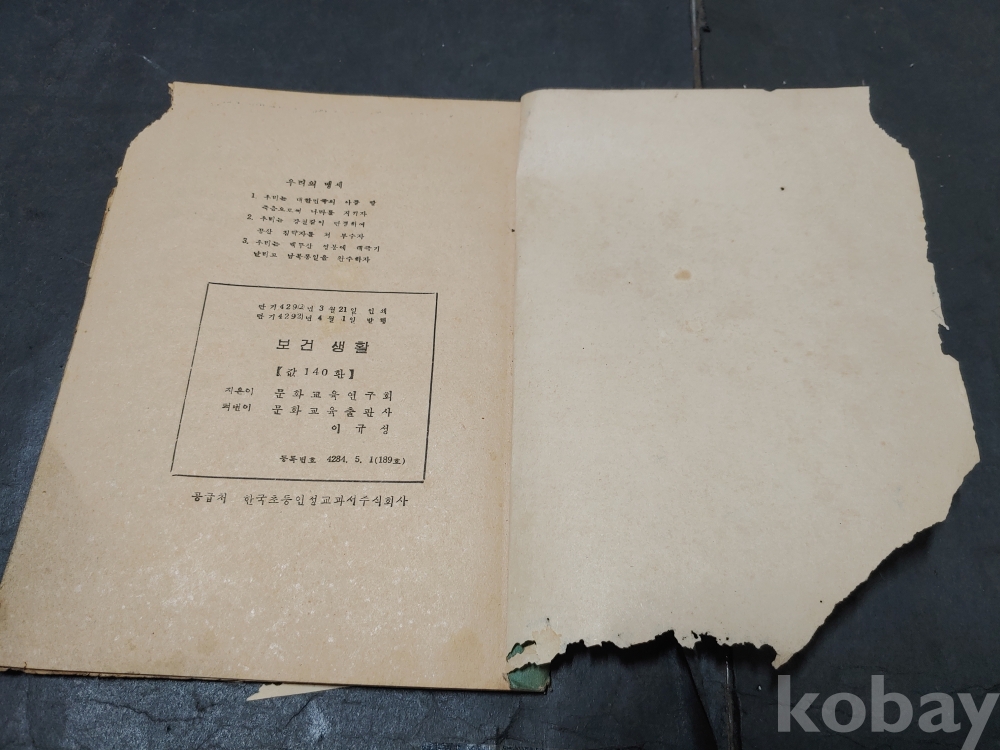 우리의 맹세
1. 우리는 대한민국의 아들 딸
죽음으로써 나라를 지키자
2. 우리는 강철같이 단결하여
공산 침략자를 쳐 부수자
3. 우리는 백두산 영봉에 태극기
날리고 남북통일을 완수하자
단기 년 3월 21일 인쇄
단기 년 4월 1일 발행
보건 생활
【값 140환】
지은이 문화교육연구회
펴낸이 문화교육출판사
이규성
등록번호 4284. 5. 1 (189호)
공급처 한국초등인정교과서주식회사
kobay